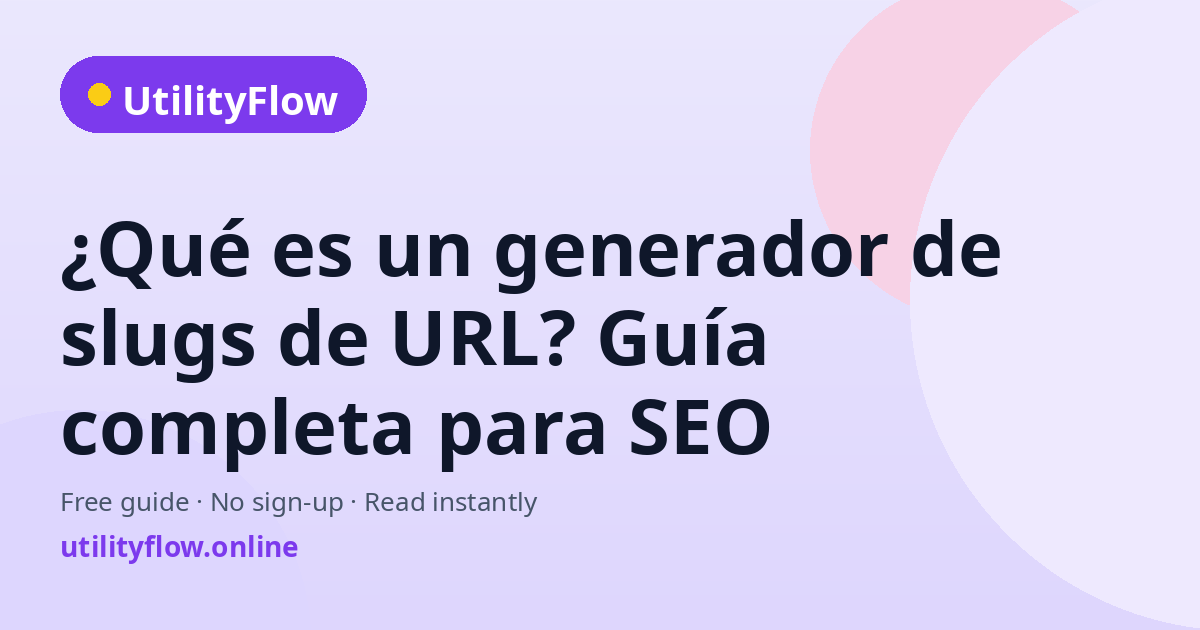 UtilityFlow
¿Qué es un generador de
slugs de URL? Guía
completa para SEO
Free guide · No sign-up · Read instantly
utilityflow.online